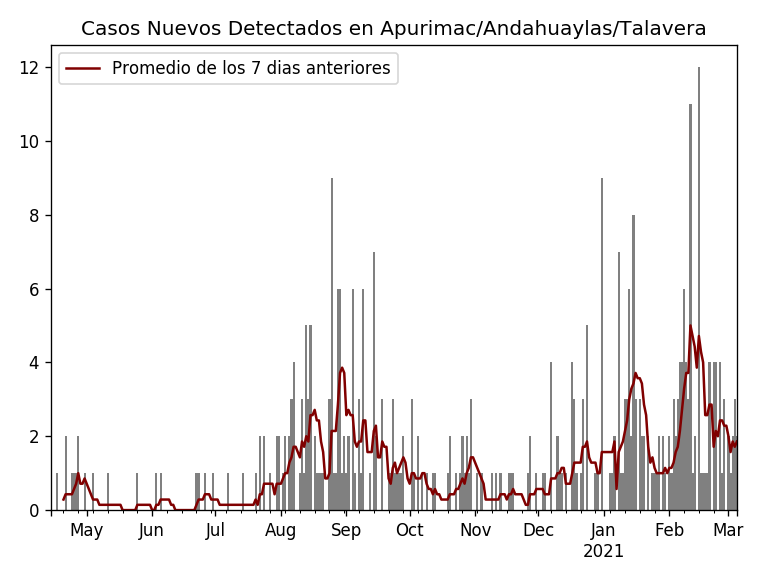 Casos Nuevos Detectados en Apurimac/Andahuaylas/Talavera
Promedio de los 7 dias anteriores
12
10
8
6
4
2
0
May Jun Jul Aug Sep Oct Nov Dec Jan Feb Mar
2021